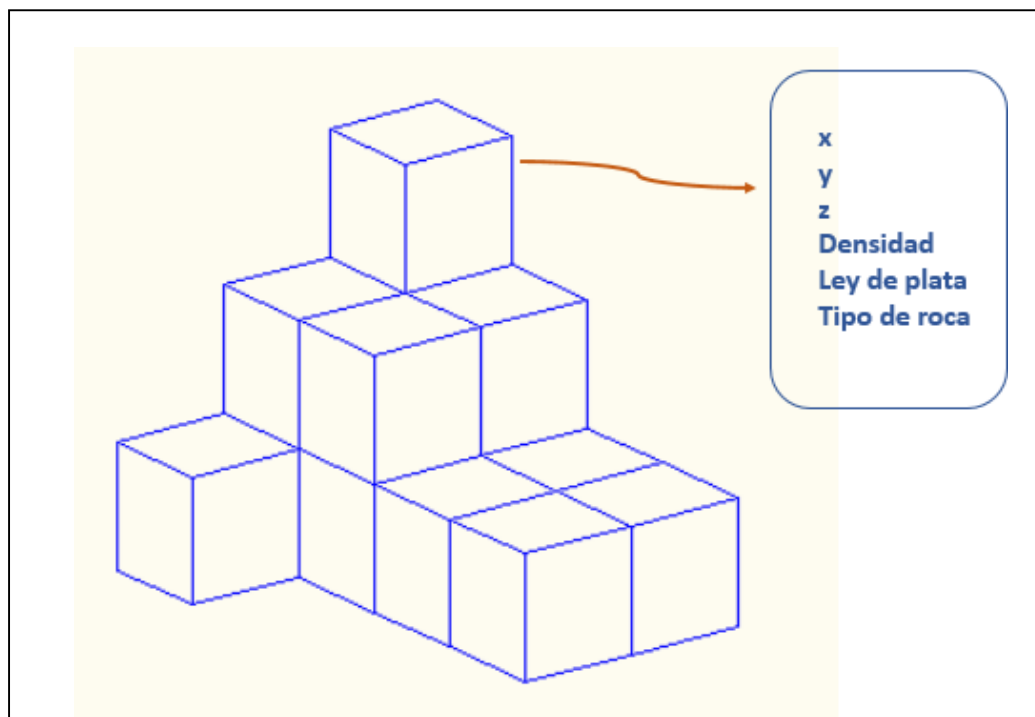 x
y
z
Densidad
Ley de plata
Tipo de roca